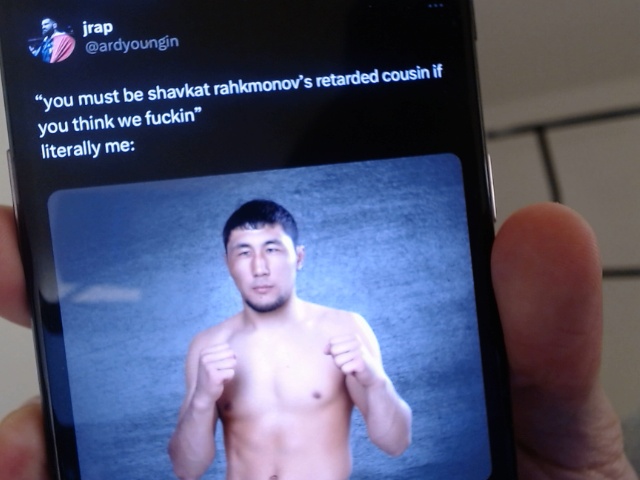 jrap
@ardyoungin
“you must be shavkat rahkmonov’s retarded cousin if
you think we fuckin”
literally me: